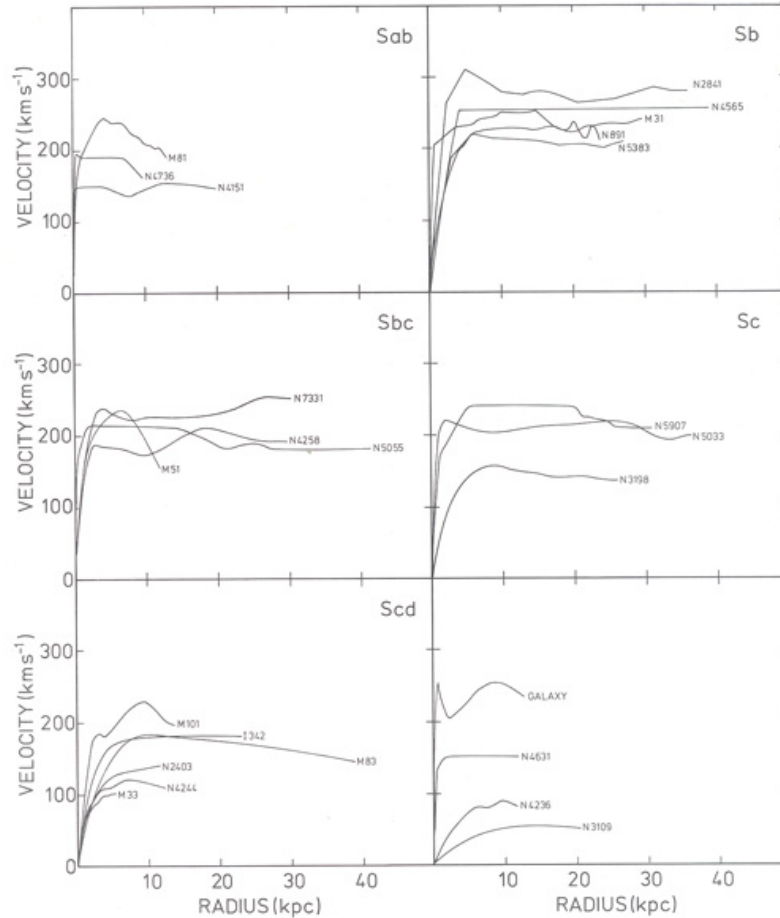 Sab
Sb
300
200
100
0
VELOCITY (km s⁻¹)
M81
N4736
N4151
N2841
N4565
M31
N891
N5383
Sbc
Sc
300
200
100
0
VELOCITY (km s⁻¹)
N7331
N4258
N5055
M51
N5907
N5033
N3198
Scd
300
200
100
0
VELOCITY (km s⁻¹)
M101
I342
M83
N2403
N4244
M33
GALAXY
N4631
N4236
N3109
10 20 30 40
10 20 30 40 50
RADIUS (kpc)
RADIUS (kpc)